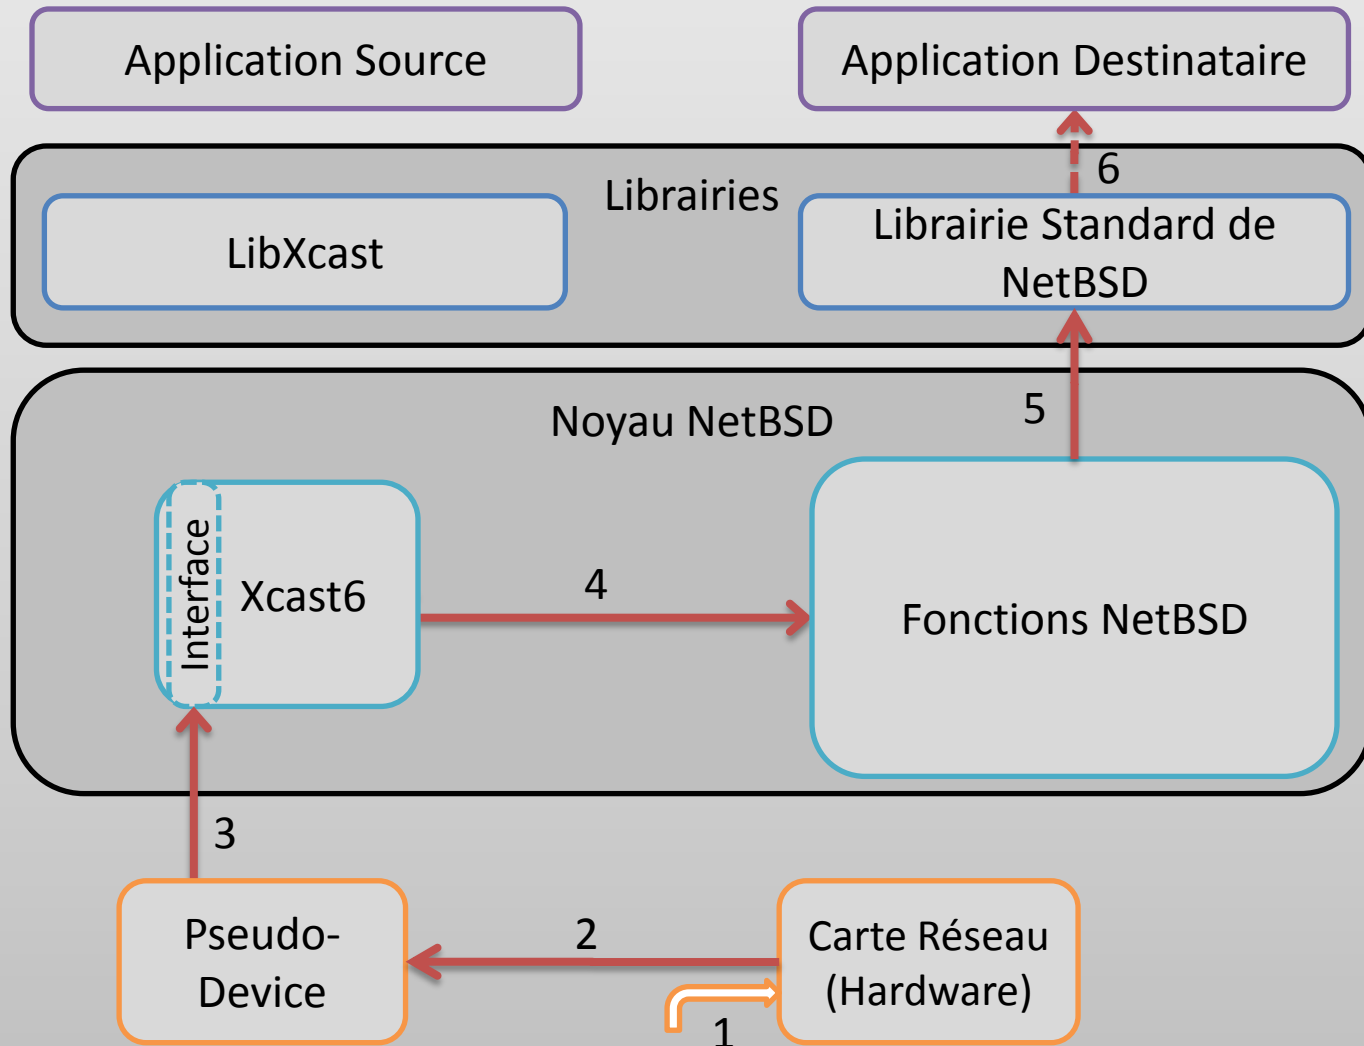 Application Source
Application Destinataire
6
Librairies
LibXcast
Librairie Standard de
NetBSD
5
Noyau NetBSD
Interface
Xcast6
4
Fonctions NetBSD
3
Pseudo-
Device
2
Carte Réseau
(Hardware)
1